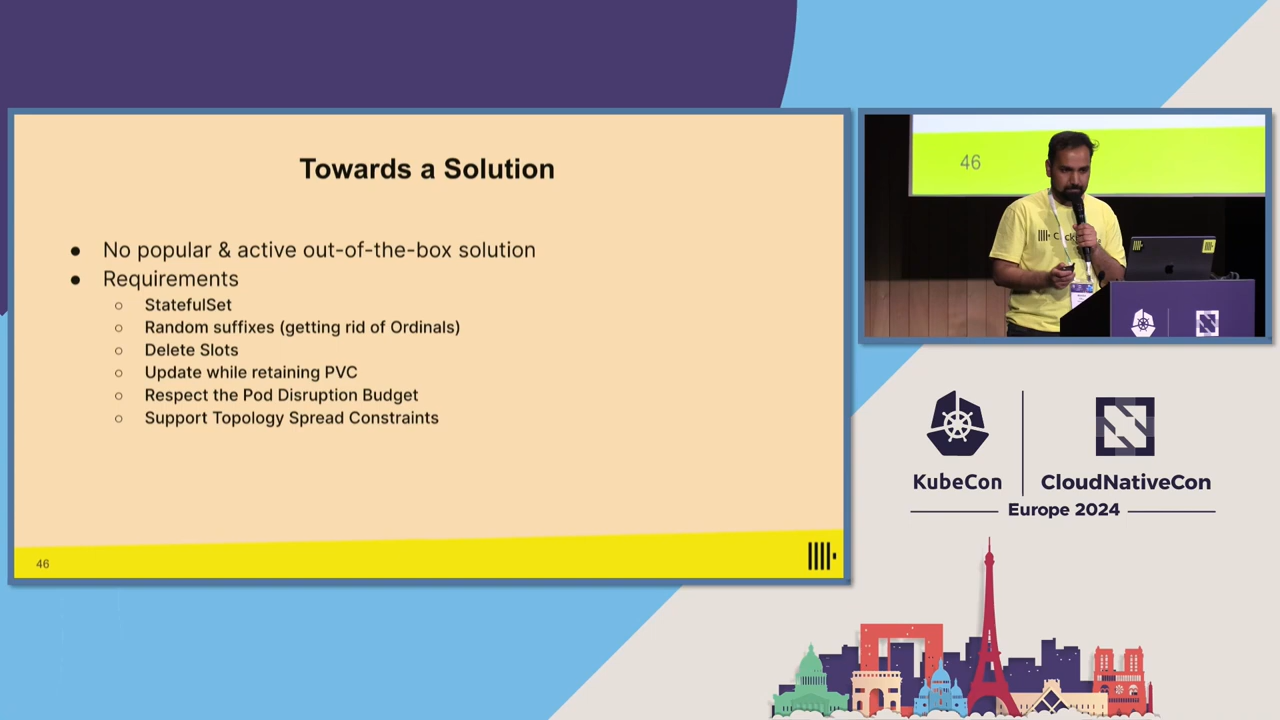 Towards a Solution
● No popular & active out-of-the-box solution
● Requirements
○ StatefulSet
○ Random suffixes (getting rid of Ordinals)
○ Delete Slots
○ Update while retaining PVC
○ Respect the Pod Disruption Budget
○ Support Topology Spread Constraints
46
46
KubeCon
CloudNativeCon
Europe 2024